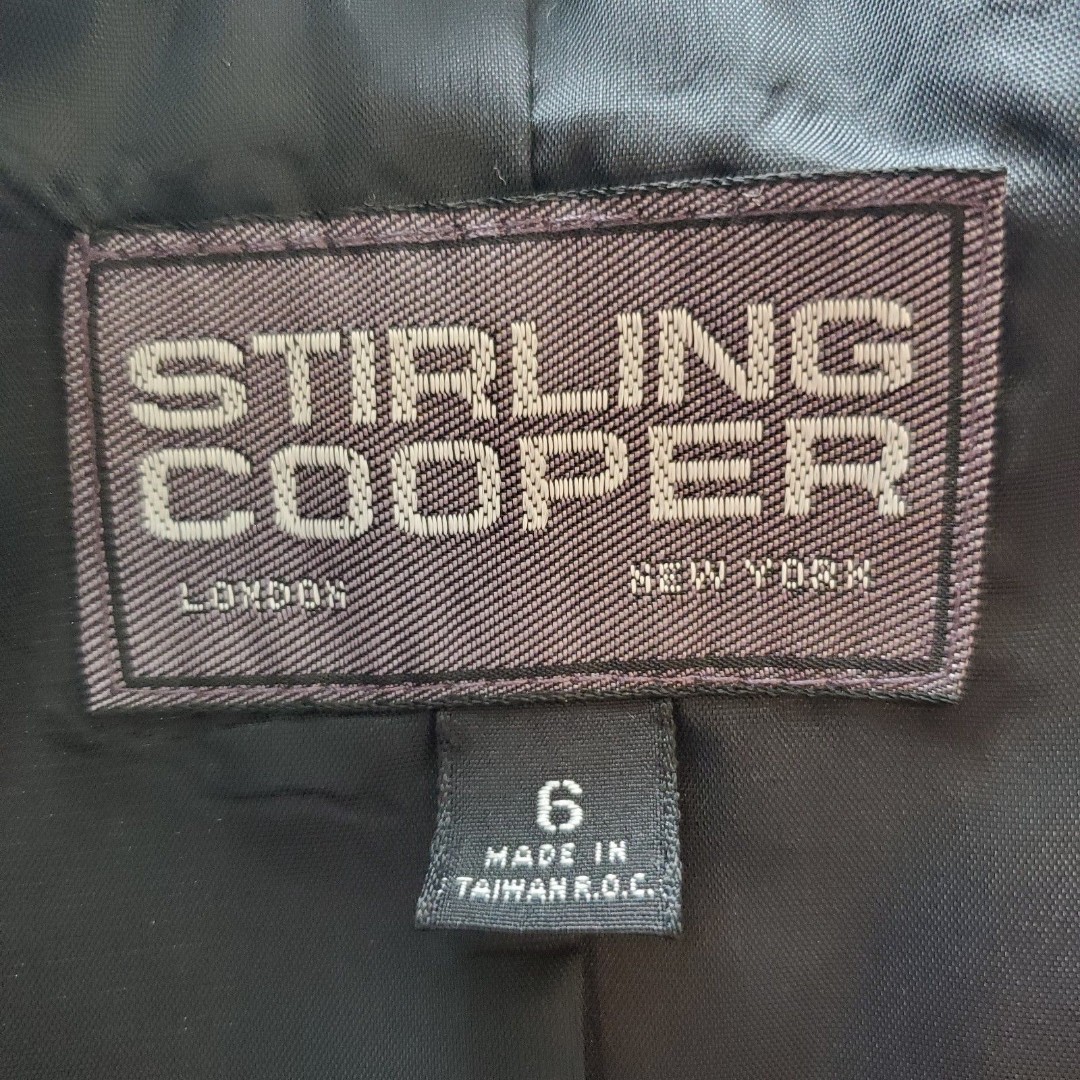 STIRLING
COOPER
LONDON NEW YORK
6
MADE IN
TAIWAN R.O.C.